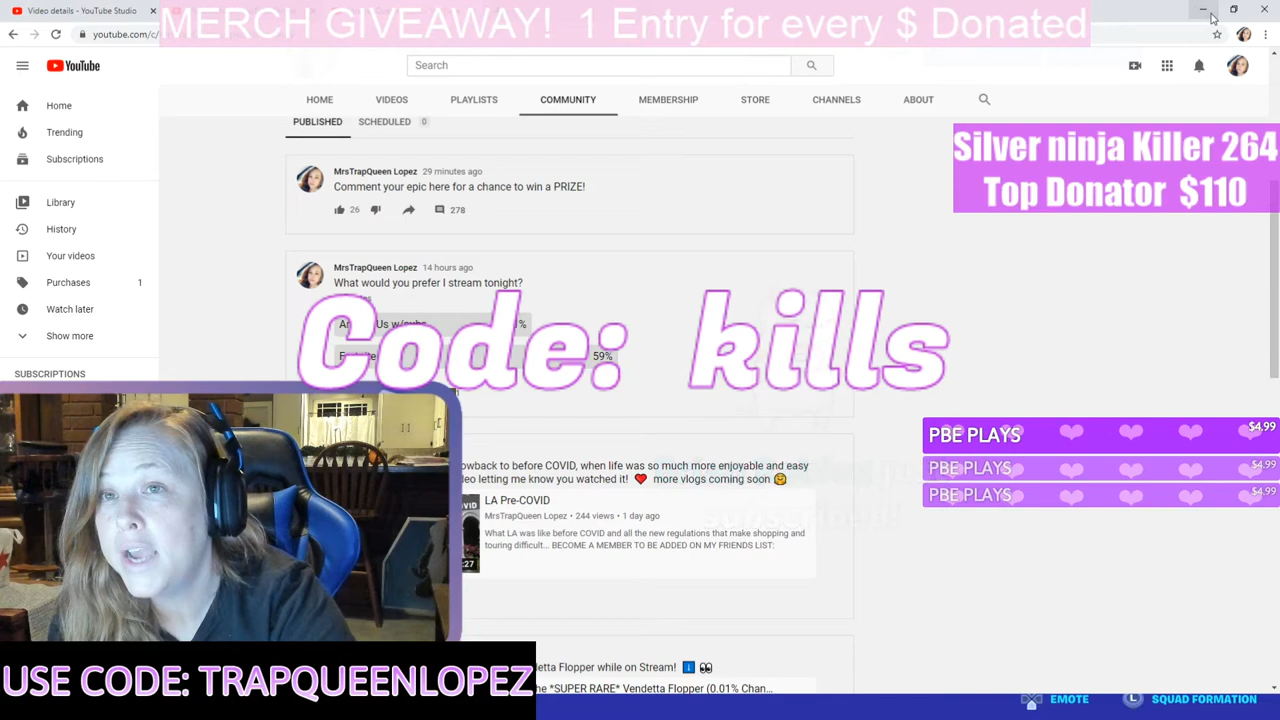 Video details - YouTube Studio
MERCH GIVEAWAY! 1 Entry for every $ Donated
youtube.com/c/
YouTube
Search
Home
Trending
Subscriptions
Library
History
Your videos
Purchases 1
Watch later
Show more
SUBSCRIPTIONS
HOME VIDEOS PLAYLISTS COMMUNITY MEMBERSHIP STORE CHANNELS ABOUT
PUBLISHED SCHEDULED 0
MrsTrapQueen Lopez 29 minutes ago
Comment your epic here for a chance to win a PRIZE!
26 278
MrsTrapQueen Lopez 14 hours ago
What would you prefer I stream tonight?
Code: kills
59%
Silver ninja Killer 264
Top Donator $110
PBE PLAYS $4.99
PBE PLAYS $4.99
PBE PLAYS $4.99
before COVID, when life was so much more enjoyable and easy
letting me know you watched it! ❤️ more vlogs coming soon 🤗
LA Pre-COVID
MrsTrapQueen Lopez • 244 views • 1 day ago
What LA was like before COVID and all the new regulations that make shopping and
touring difficult... BECOME A MEMBER TO BE ADDED ON MY FRIENDS LIST:
:27
Flopper while on Stream! ⬇️ 👀
*SUPER RARE* Vendetta Flopper (0.01% Chan...
USE CODE: TRAPQUEENLOPEZ
EMOTE SQUAD FORMATION